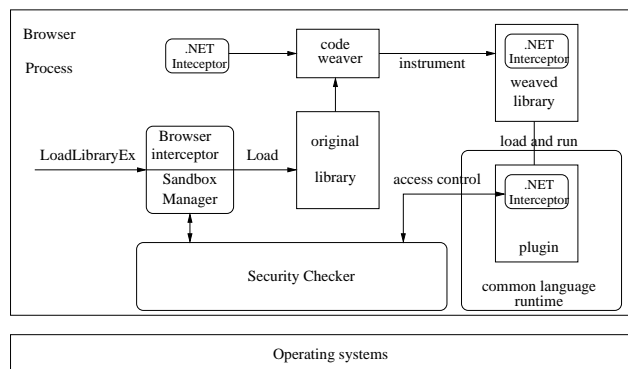 Browser
Process
.NET
Inteceptor
code
weaver
instrument
.NET
Interceptor
weaved
library
LoadLibraryEx
Browser
interceptor
Sandbox
Manager
Load
original
library
load and run
access control
.NET
Interceptor
plugin
Security Checker
common language
runtime
Operating systems